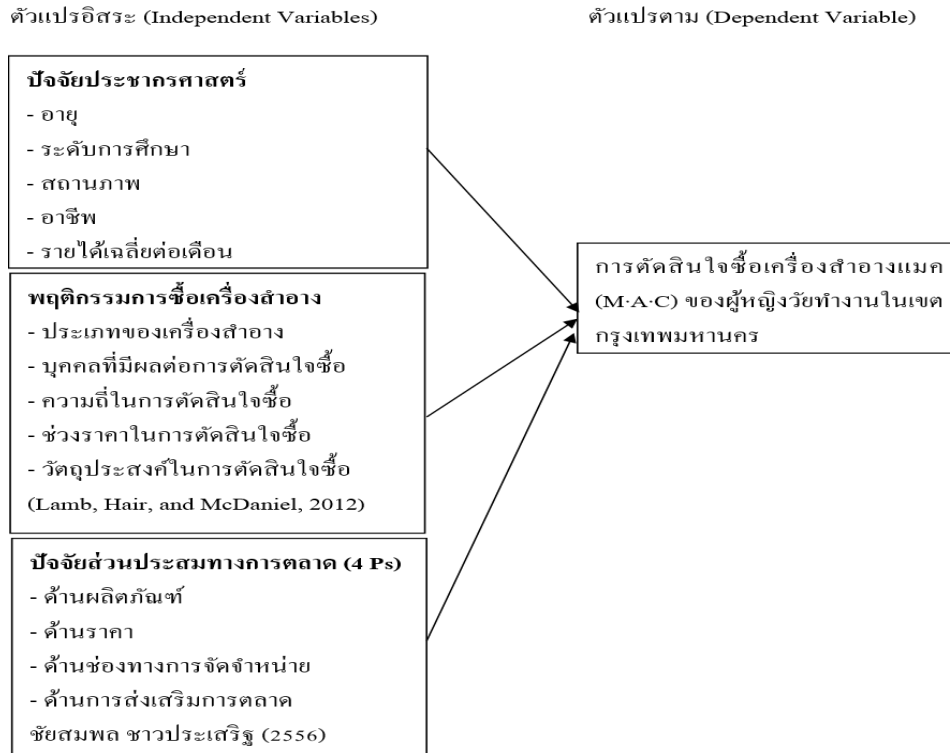 ตัวแปรอิสระ (Independent Variables)
ตัวแปรตาม (Dependent Variable)
ปัจจัยประชากรศาสตร์
- อายุ
- ระดับการศึกษา
- สถานภาพ
- อาชีพ
- รายได้เฉลี่ยต่อเดือน
พฤติกรรมการซื้อเครื่องสำอาง
- ประเภทของเครื่องสำอาง
- บุคคลที่มีผลต่อการตัดสินใจซื้อ
- ความถี่ในการตัดสินใจซื้อ
- ช่วงราคาในการตัดสินใจซื้อ
- วัตถุประสงค์ในการตัดสินใจซื้อ
(Lamb, Hair, and McDaniel, 2012)
ปัจจัยส่วนประสมทางการตลาด (4 Ps)
- ด้านผลิตภัณฑ์
- ด้านราคา
- ด้านช่องทางการจัดจำหน่าย
- ด้านการส่งเสริมการตลาด
ชัยสมพล ชาวประเสริฐ (2556)
การตัดสินใจซื้อเครื่องสำอางแมค
(M·A·C) ของผู้หญิงวัยทำงานในเขต
กรุงเทพมหานคร